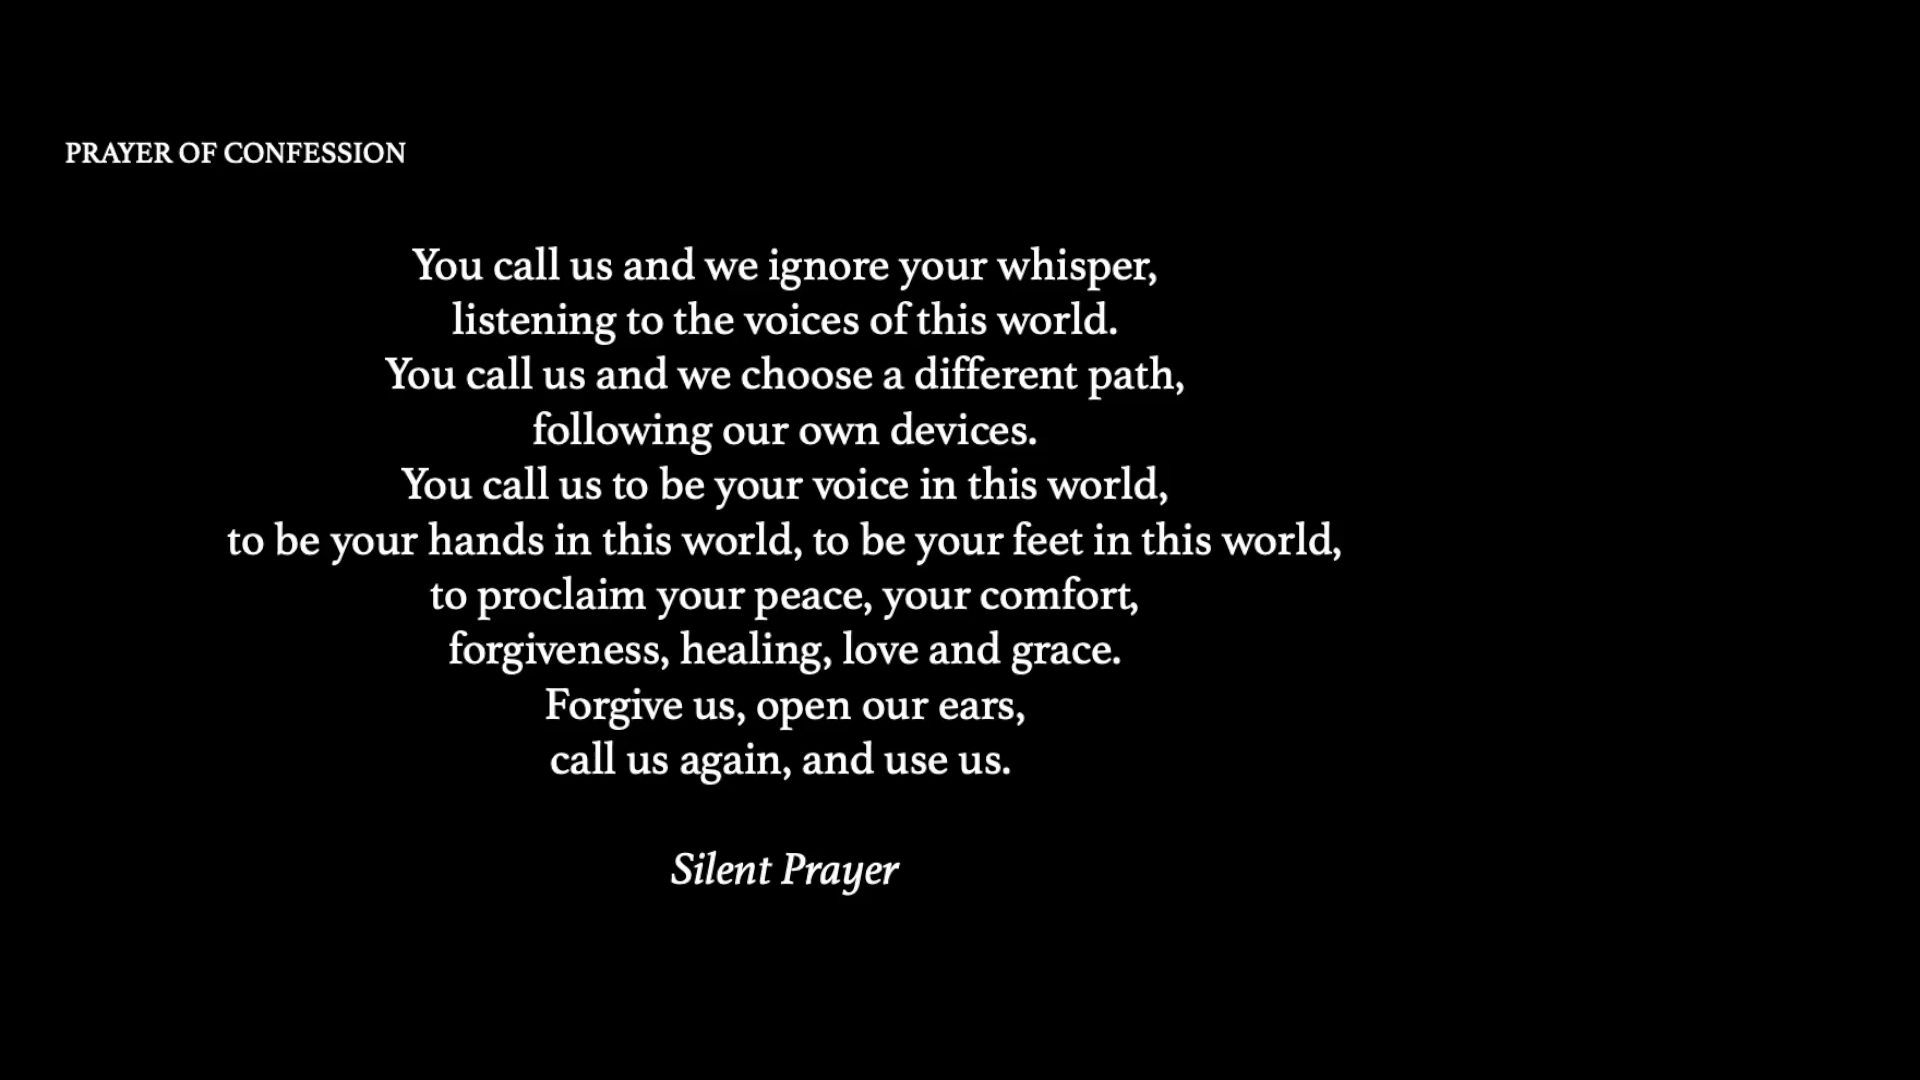 PRAYER OF CONFESSION
You call us and we ignore your whisper,
listening to the voices of this world.
You call us and we choose a different path,
following our own devices.
You call us to be your voice in this world,
to be your hands in this world, to be your feet in this world,
to proclaim your peace, your comfort,
forgiveness, healing, love and grace.
Forgive us, open our ears,
call us again, and use us.
Silent Prayer